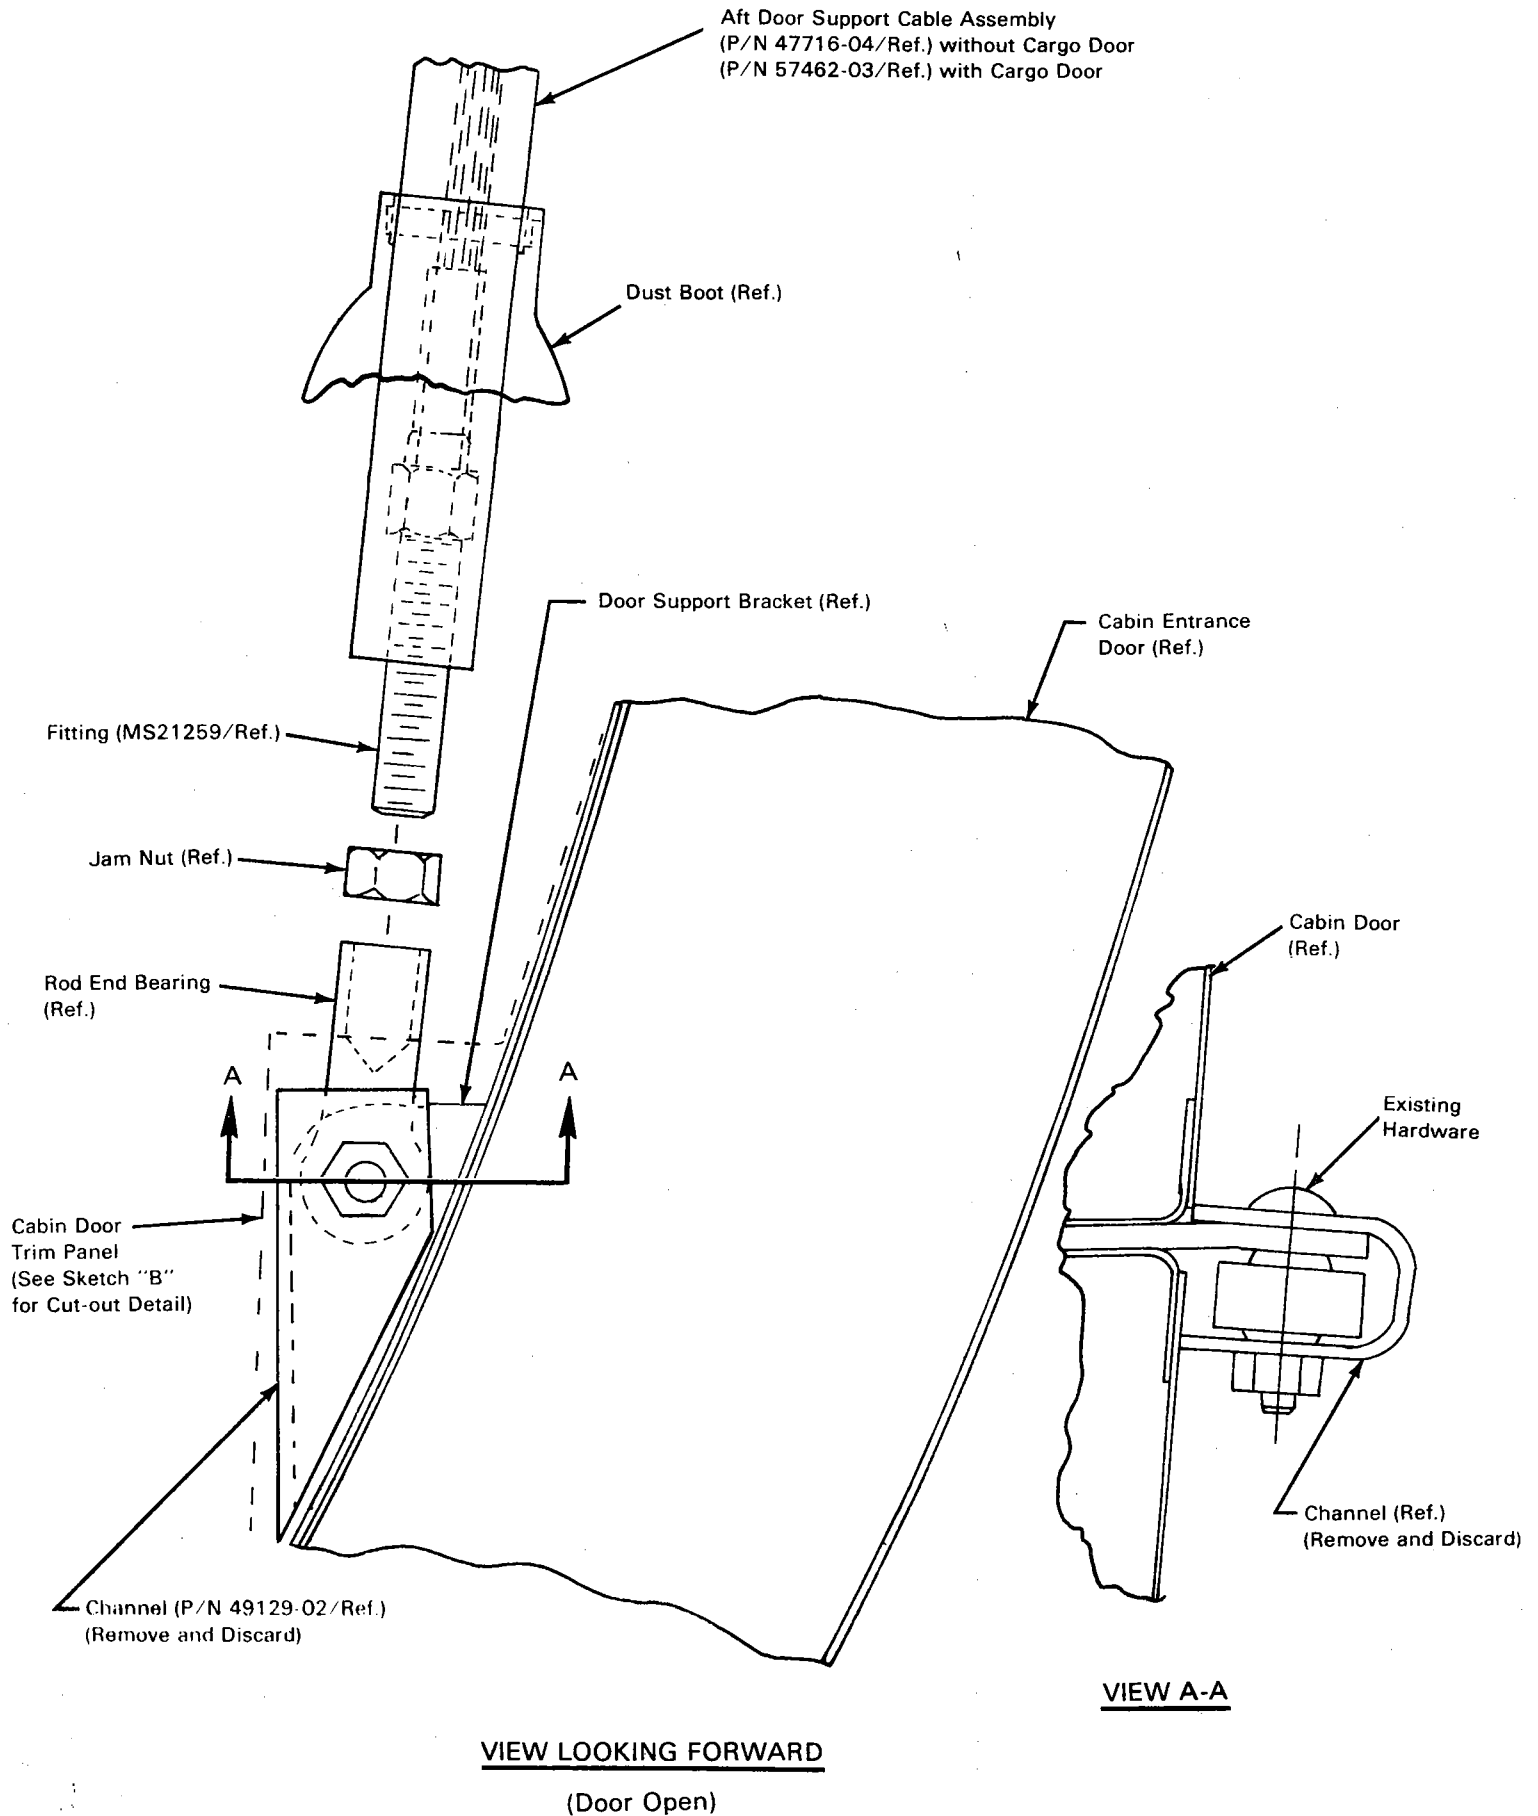 Aft Door Support Cable Assembly
(P/N 47716-04/Ref.) without Cargo Door
(P/N 57462-03/Ref.) with Cargo Door
Dust Boot (Ref.)
Door Support Bracket (Ref.)
Cabin Entrance
Door (Ref.)
Fitting (MS21259/Ref.)
Jam Nut (Ref.)
Cabin Door
(Ref.)
Rod End Bearing
(Ref.)
A
A
Existing
Hardware
Cabin Door
Trim Panel
(See Sketch "B"
for Cut-out Detail)
Channel (Ref.)
(Remove and Discard)
Channel (P/N 49129-02/Ref.)
(Remove and Discard)
VIEW A-A
VIEW LOOKING FORWARD
(Door Open)